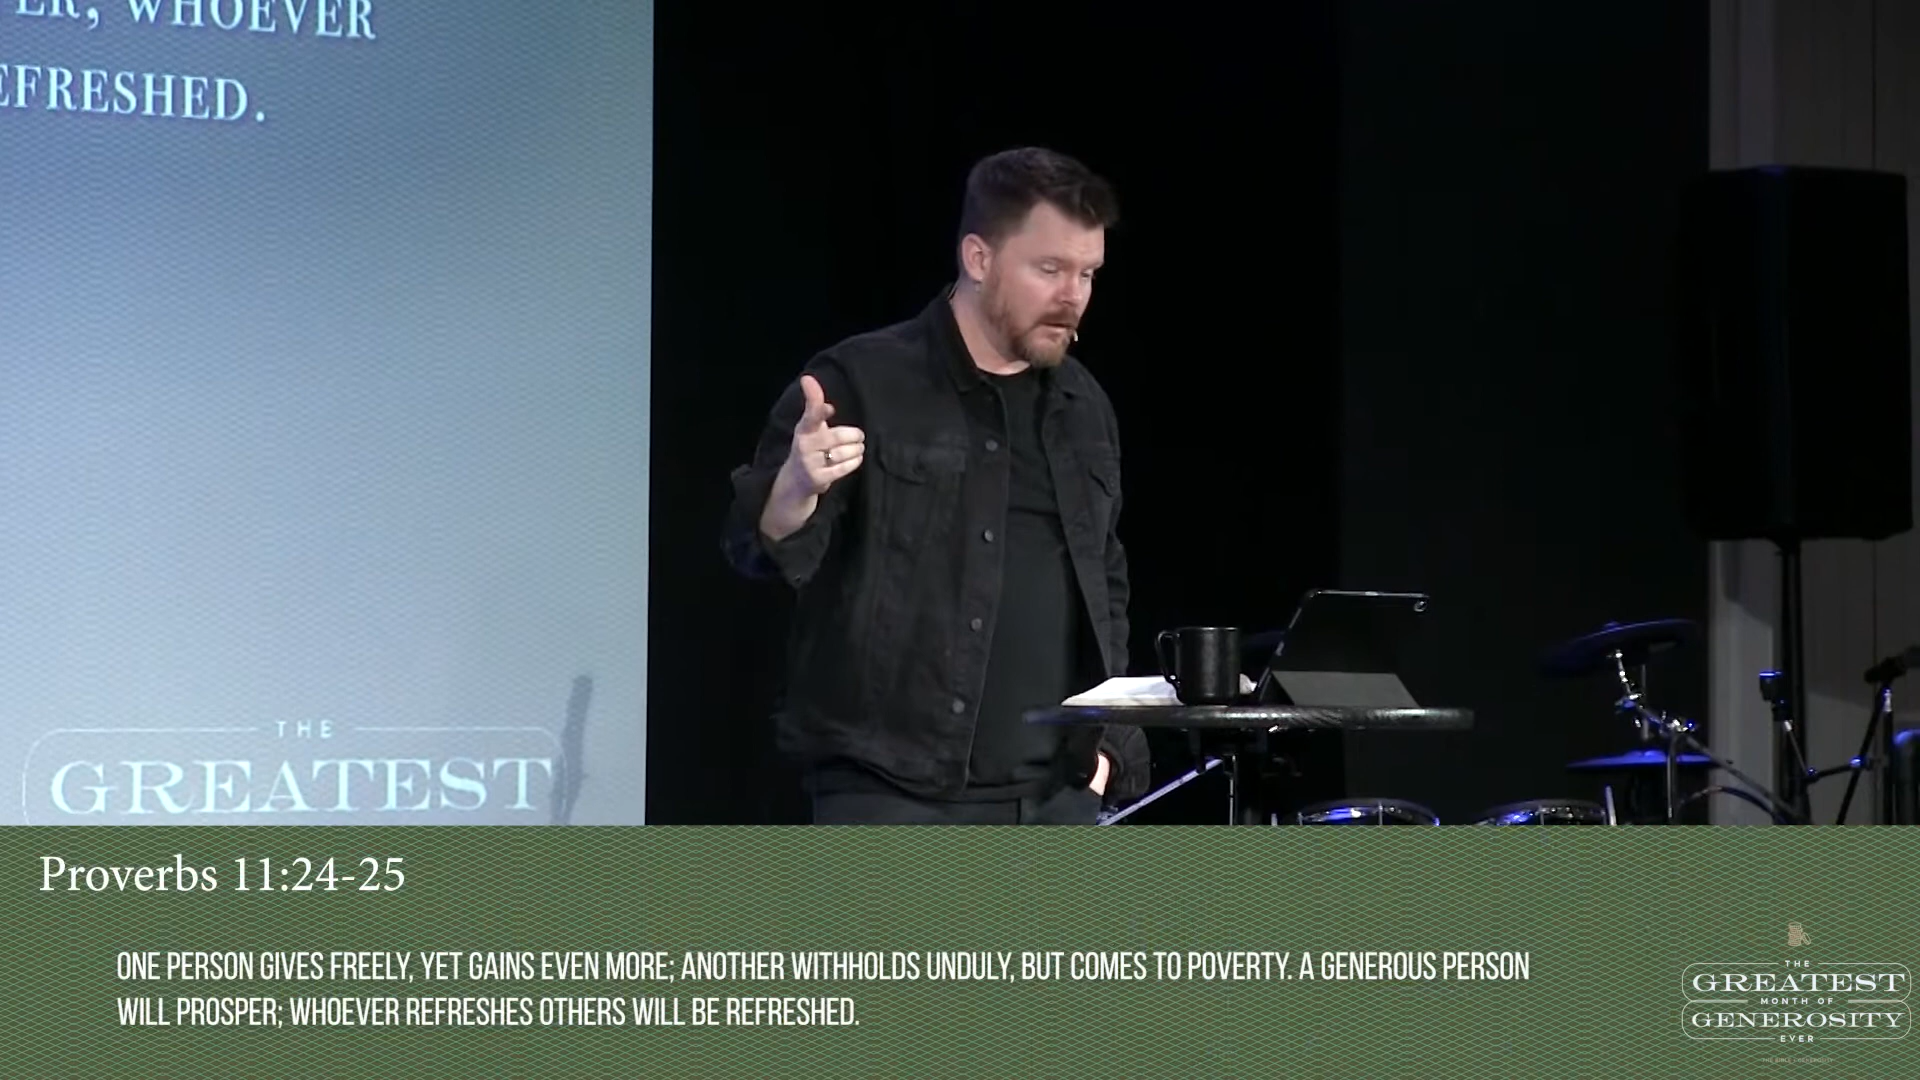 ER, WHOEVER
EFRESHED.
THE
GREATEST
Proverbs 11:24-25
ONE PERSON GIVES FREELY, YET GAINS EVEN MORE; ANOTHER WITHHOLDS UNDULY, BUT COMES TO POVERTY. A GENEROUS PERSON
WILL PROSPER; WHOEVER REFRESHES OTHERS WILL BE REFRESHED.
THE
GREATEST
MONTH OF
GENEROSITY
EVER